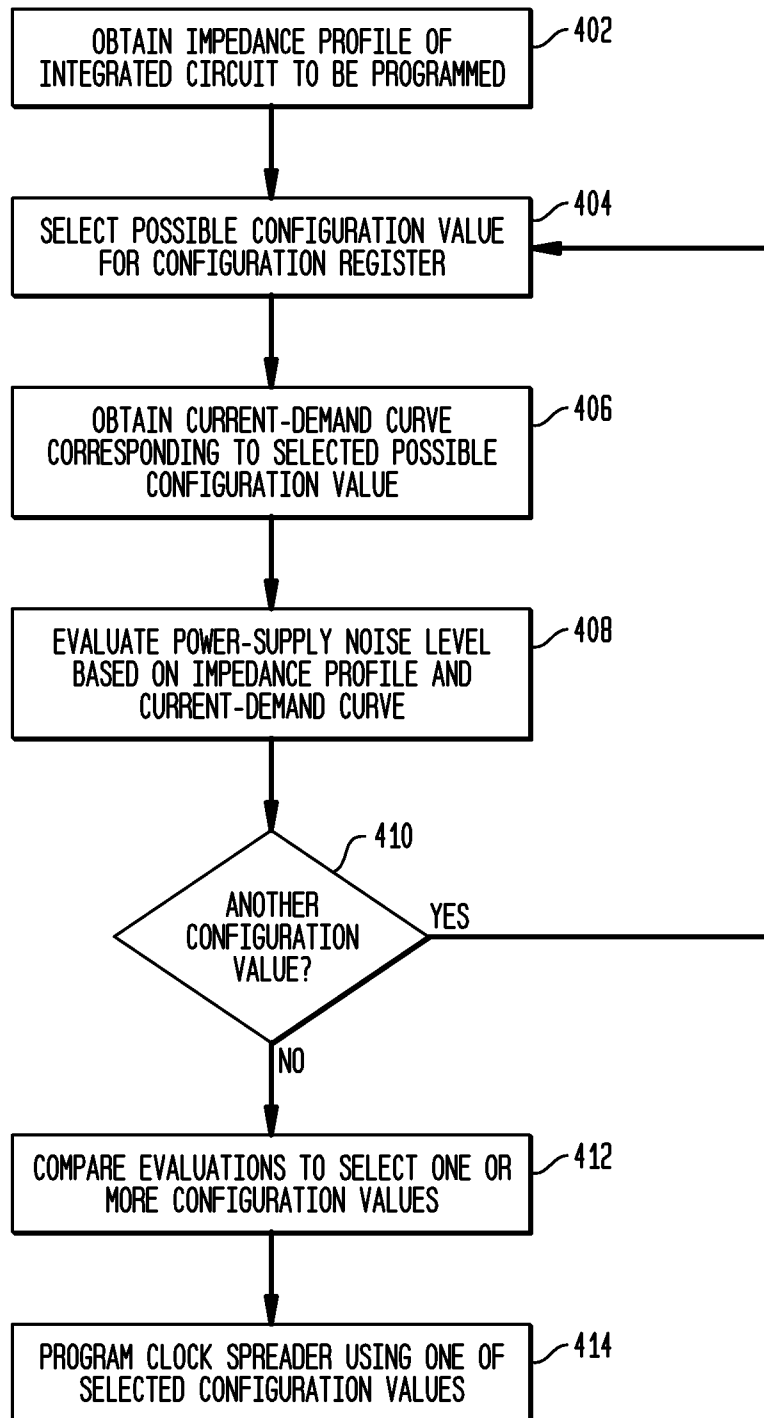 OBTAIN IMPEDANCE PROFILE OF
INTEGRATED CIRCUIT TO BE PROGRAMMED
402
SELECT POSSIBLE CONFIGURATION VALUE
FOR CONFIGURATION REGISTER
404
OBTAIN CURRENT-DEMAND CURVE
CORRESPONDING TO SELECTED POSSIBLE
CONFIGURATION VALUE
406
EVALUATE POWER-SUPPLY NOISE LEVEL
BASED ON IMPEDANCE PROFILE AND
CURRENT-DEMAND CURVE
408
410
ANOTHER
CONFIGURATION
VALUE?
YES
NO
COMPARE EVALUATIONS TO SELECT ONE OR
MORE CONFIGURATION VALUES
412
PROGRAM CLOCK SPREADER USING ONE OF
SELECTED CONFIGURATION VALUES
414